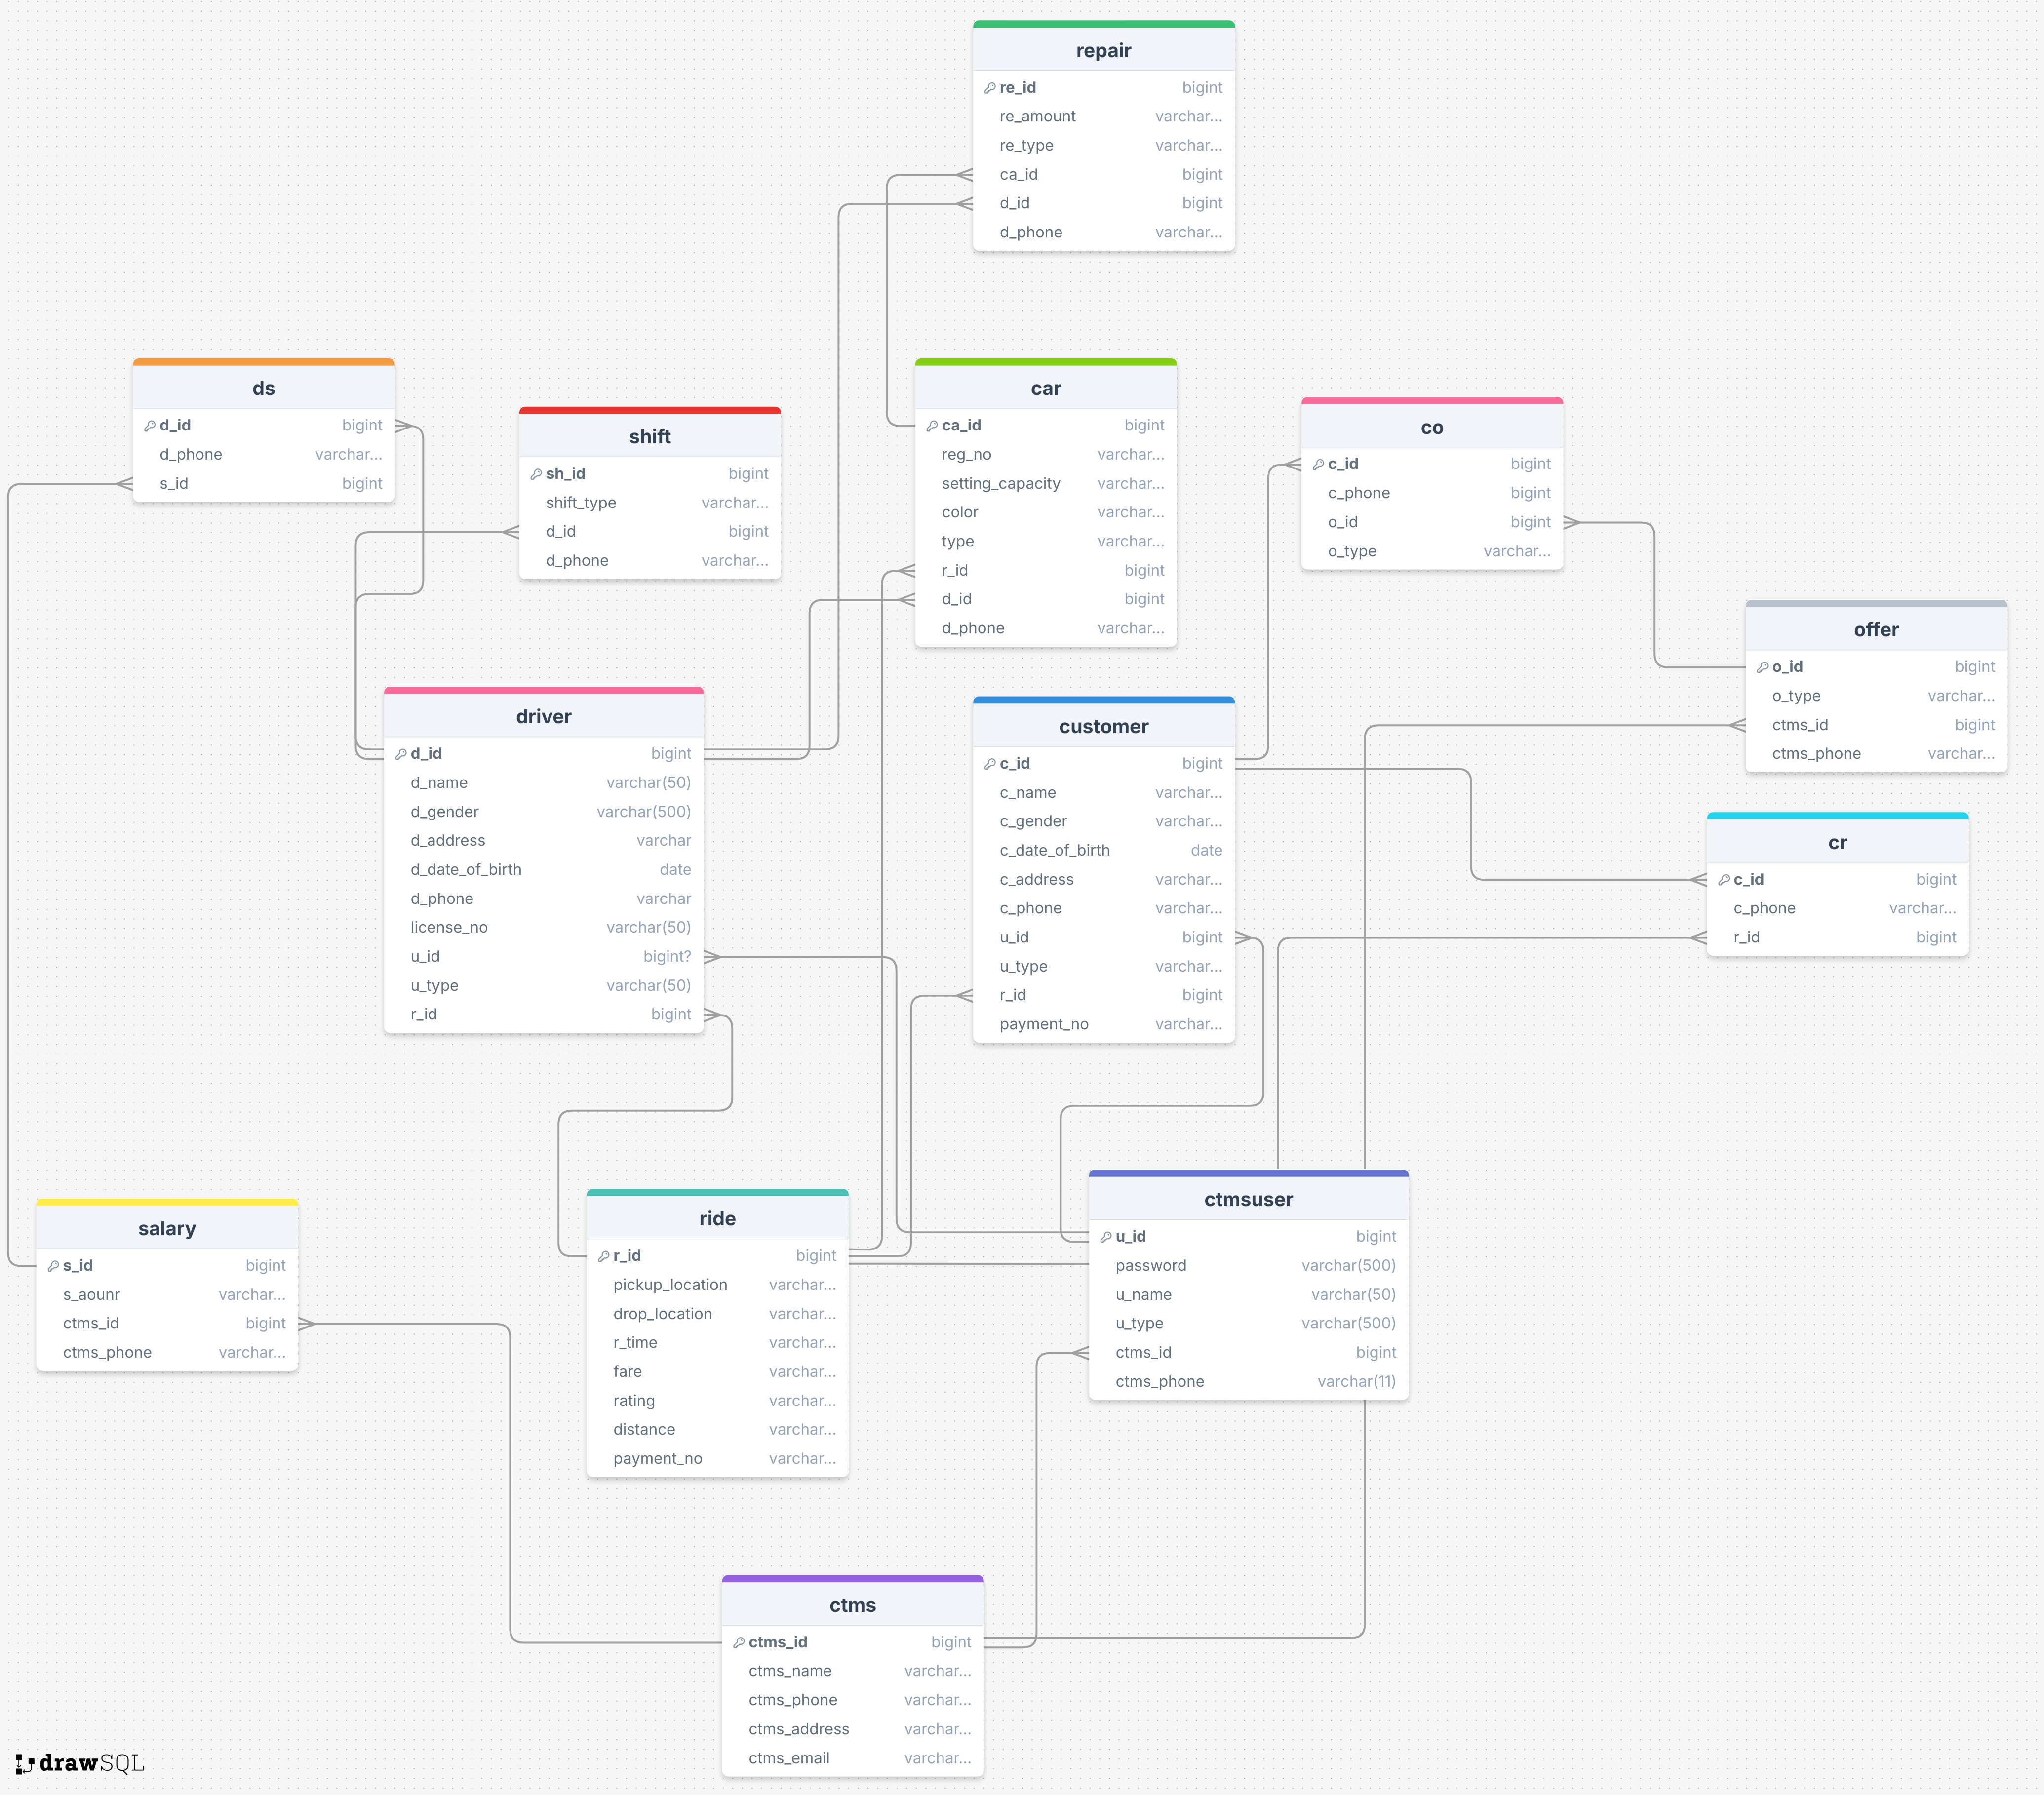 repair
re_id bigint
re_amount varchar...
re_type varchar...
ca_id bigint
d_id bigint
d_phone varchar...
ds
d_id bigint
d_phone varchar...
s_id bigint
shift
sh_id bigint
shift_type varchar...
d_id bigint
d_phone varchar...
car
ca_id bigint
reg_no varchar...
setting_capacity varchar...
color varchar...
type varchar...
r_id bigint
d_id bigint
d_phone varchar...
co
c_id bigint
c_phone bigint
o_id bigint
o_type varchar...
offer
o_id bigint
o_type varchar...
ctms_id bigint
ctms_phone varchar...
driver
d_id bigint
d_name varchar(50)
d_gender varchar(500)
d_address varchar
d_date_of_birth date
d_phone varchar
license_no varchar(50)
u_id bigint?
u_type varchar(50)
r_id bigint
customer
c_id bigint
c_name varchar...
c_gender varchar...
c_date_of_birth date
c_address varchar...
c_phone varchar...
u_id bigint
u_type varchar...
r_id bigint
payment_no varchar...
cr
c_id bigint
c_phone varchar...
r_id bigint
salary
s_id bigint
s_aounr varchar...
ctms_id bigint
ctms_phone varchar...
ride
r_id bigint
pickup_location varchar...
drop_location varchar...
r_time varchar...
fare varchar...
rating varchar...
distance varchar...
payment_no varchar...
ctmsuser
u_id bigint
password varchar(500)
u_name varchar(50)
u_type varchar(500)
ctms_id bigint
ctms_phone varchar(11)
ctms
ctms_id bigint
ctms_name varchar...
ctms_phone varchar...
ctms_address varchar...
ctms_email varchar...
drawSQL